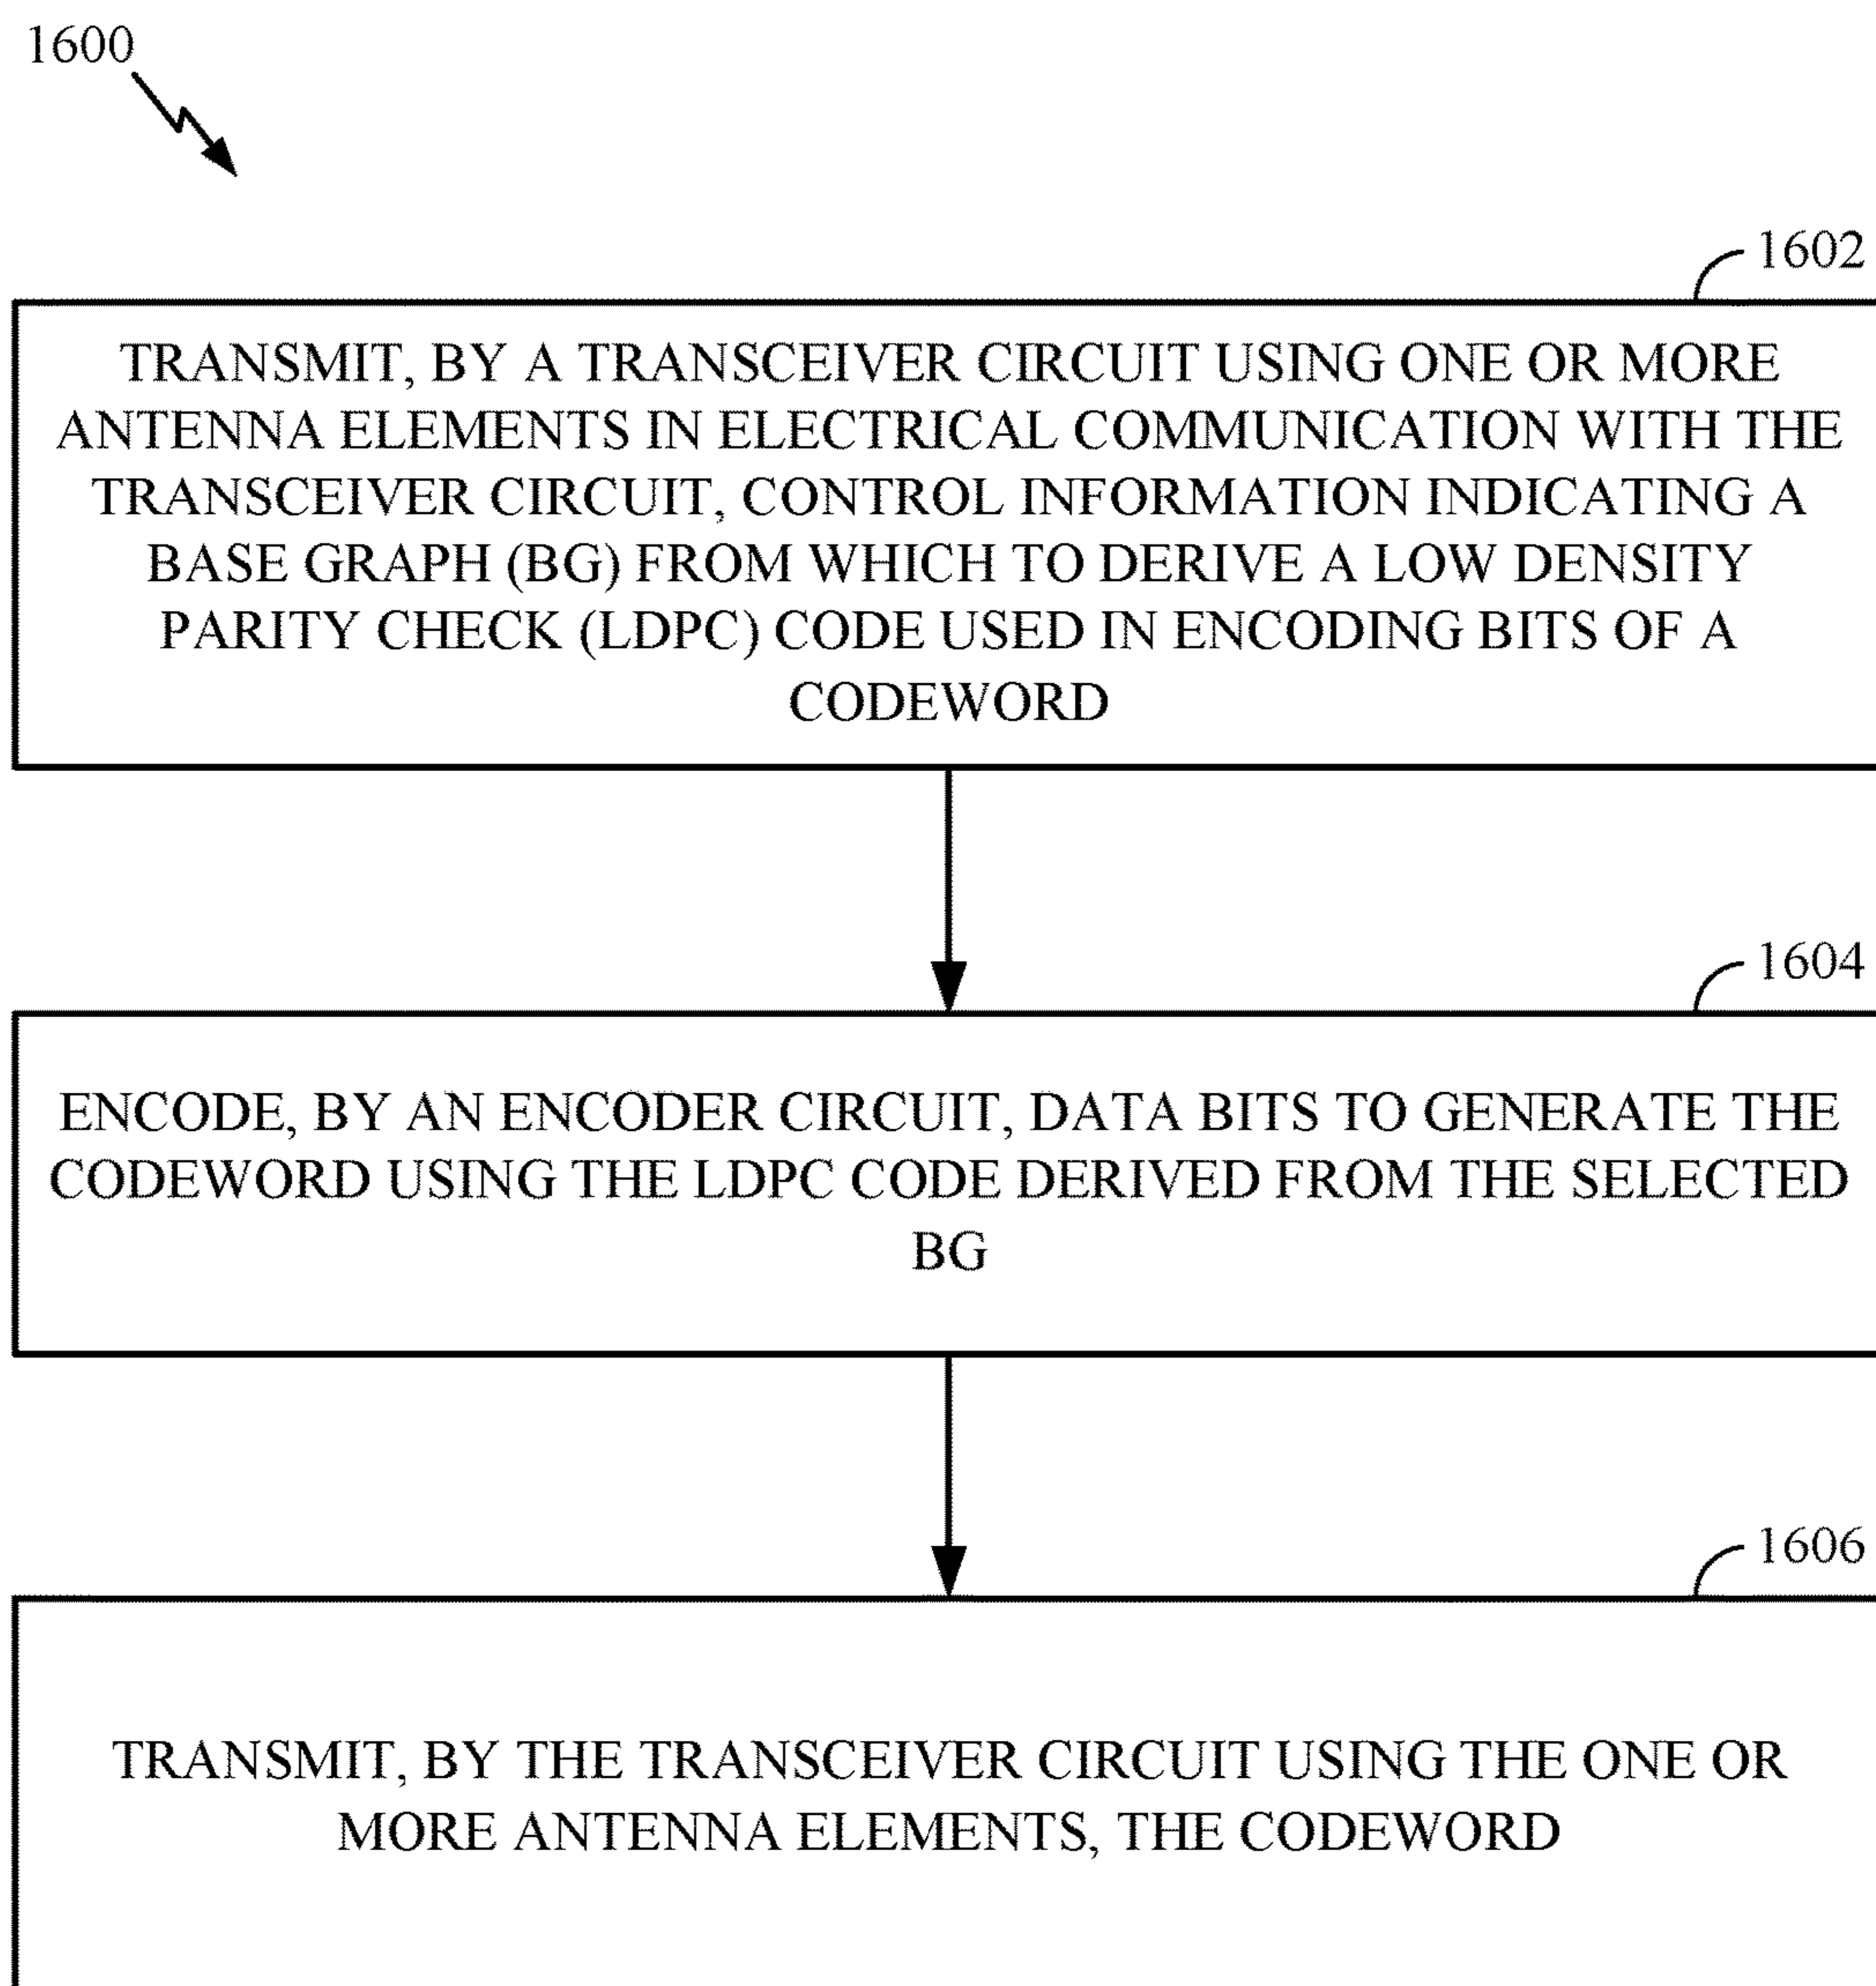 1600
1602
TRANSMIT, BY A TRANSCEIVER CIRCUIT USING ONE OR MORE
ANTENNA ELEMENTS IN ELECTRICAL COMMUNICATION WITH THE
TRANSCEIVER CIRCUIT, CONTROL INFORMATION INDICATING A
BASE GRAPH (BG) FROM WHICH TO DERIVE A LOW DENSITY
PARITY CHECK (LDPC) CODE USED IN ENCODING BITS OF A
CODEWORD
1604
ENCODE, BY AN ENCODER CIRCUIT, DATA BITS TO GENERATE THE
CODEWORD USING THE LDPC CODE DERIVED FROM THE SELECTED
BG
1606
TRANSMIT, BY THE TRANSCEIVER CIRCUIT USING THE ONE OR
MORE ANTENNA ELEMENTS, THE CODEWORD